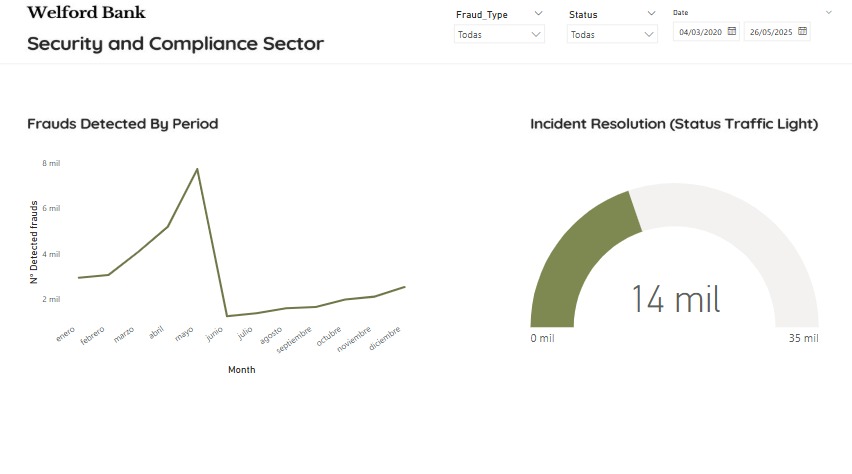 Welford Bank
Security and Compliance Sector
Fraud_Type
Todas
Status
Todas
Date
04/03/2020
26/05/2025
Frauds Detected By Period
Nº Detected frauds
8 mil
6 mil
4 mil
2 mil
enero
febrero
marzo
abril
mayo
junio
julio
agosto
septiembre
octubre
noviembre
diciembre
Month
Incident Resolution (Status Traffic Light)
14 mil
0 mil
35 mil